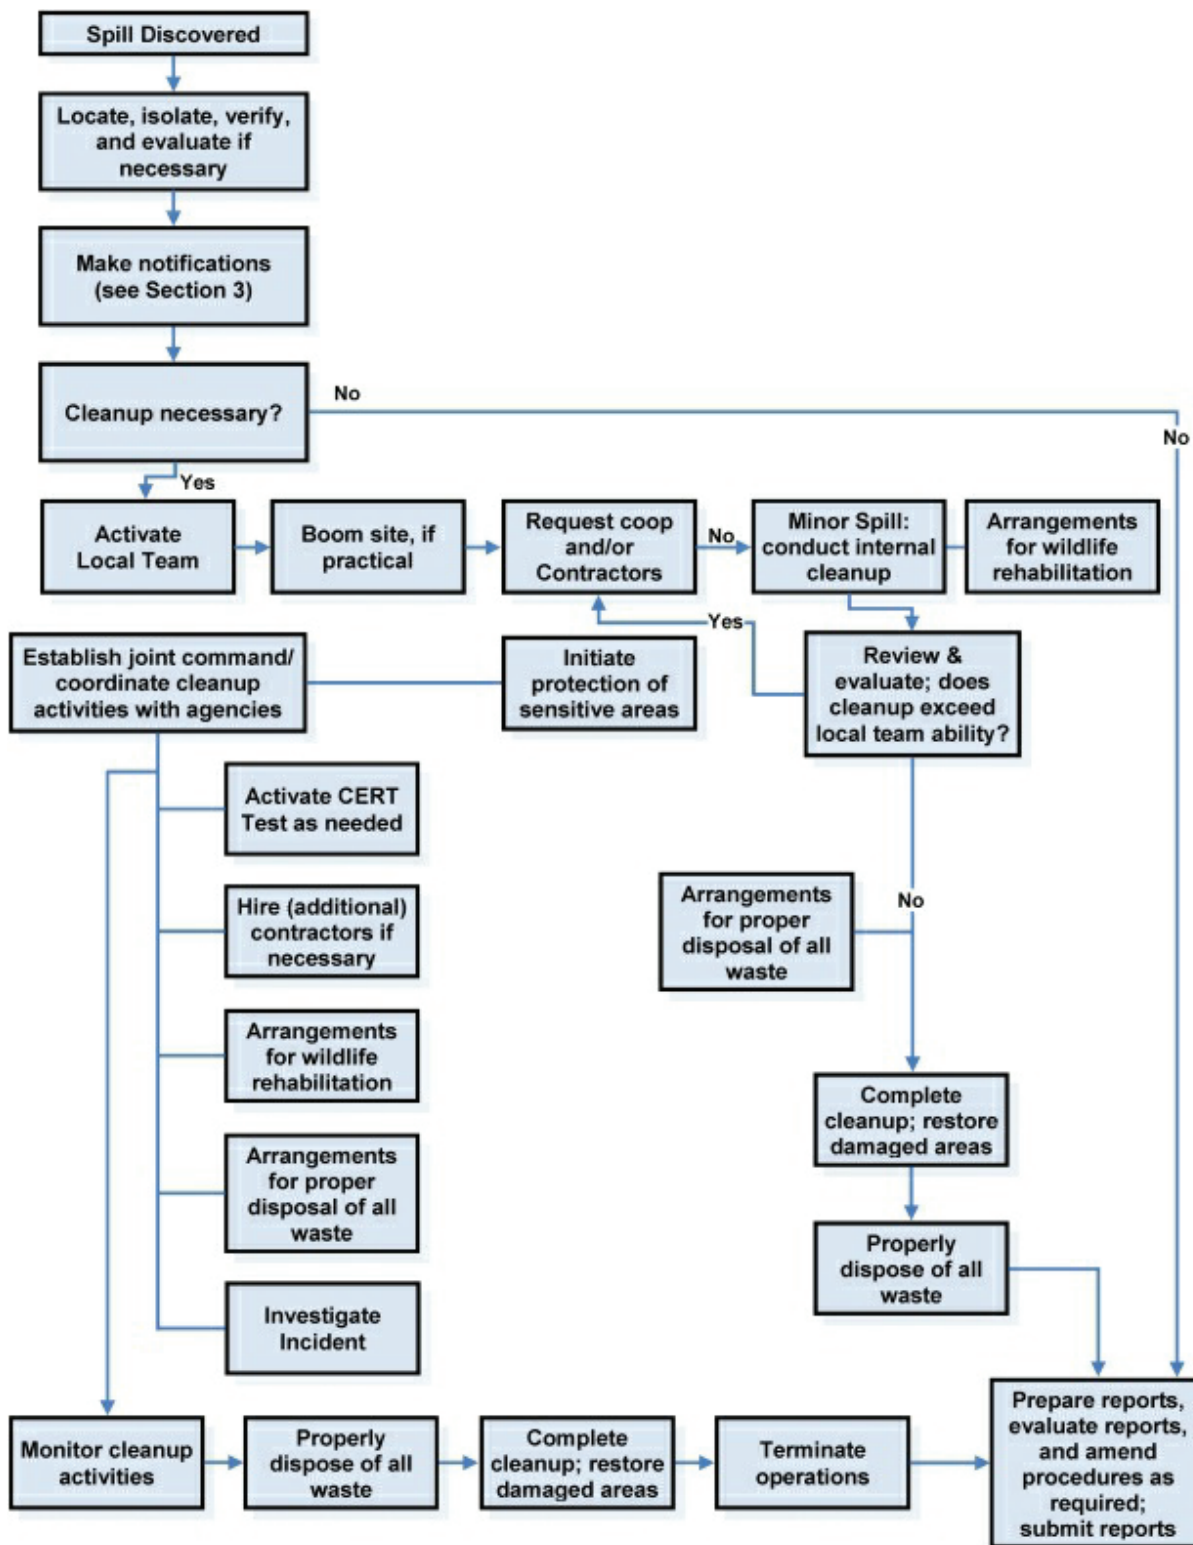 Spill Discovered
Locate, isolate, verify,
and evaluate if
necessary
Make notifications
(see Section 3)
Cleanup necessary?
No
No
Yes
Activate
Local Team
Boom site, if
practical
Request coop
and/or
Contractors
No
Minor Spill:
conduct internal
cleanup
Arrangements
for wildlife
rehabilitation
Yes
Establish joint command/
coordinate cleanup
activities with agencies
Initiate
protection of
sensitive areas
Review &
evaluate; does
cleanup exceed
local team ability?
Activate CERT
Test as needed
Hire (additional)
contractors if
necessary
Arrangements
for proper
disposal of all
waste
No
Arrangements
for wildlife
rehabilitation
Complete
cleanup; restore
damaged areas
Arrangements
for proper
disposal of all
waste
Properly
dispose of all
waste
Investigate
Incident
Monitor cleanup
activities
Properly
dispose of all
waste
Complete
cleanup; restore
damaged areas
Terminate
operations
Prepare reports,
evaluate reports,
and amend
procedures as
required;
submit reports